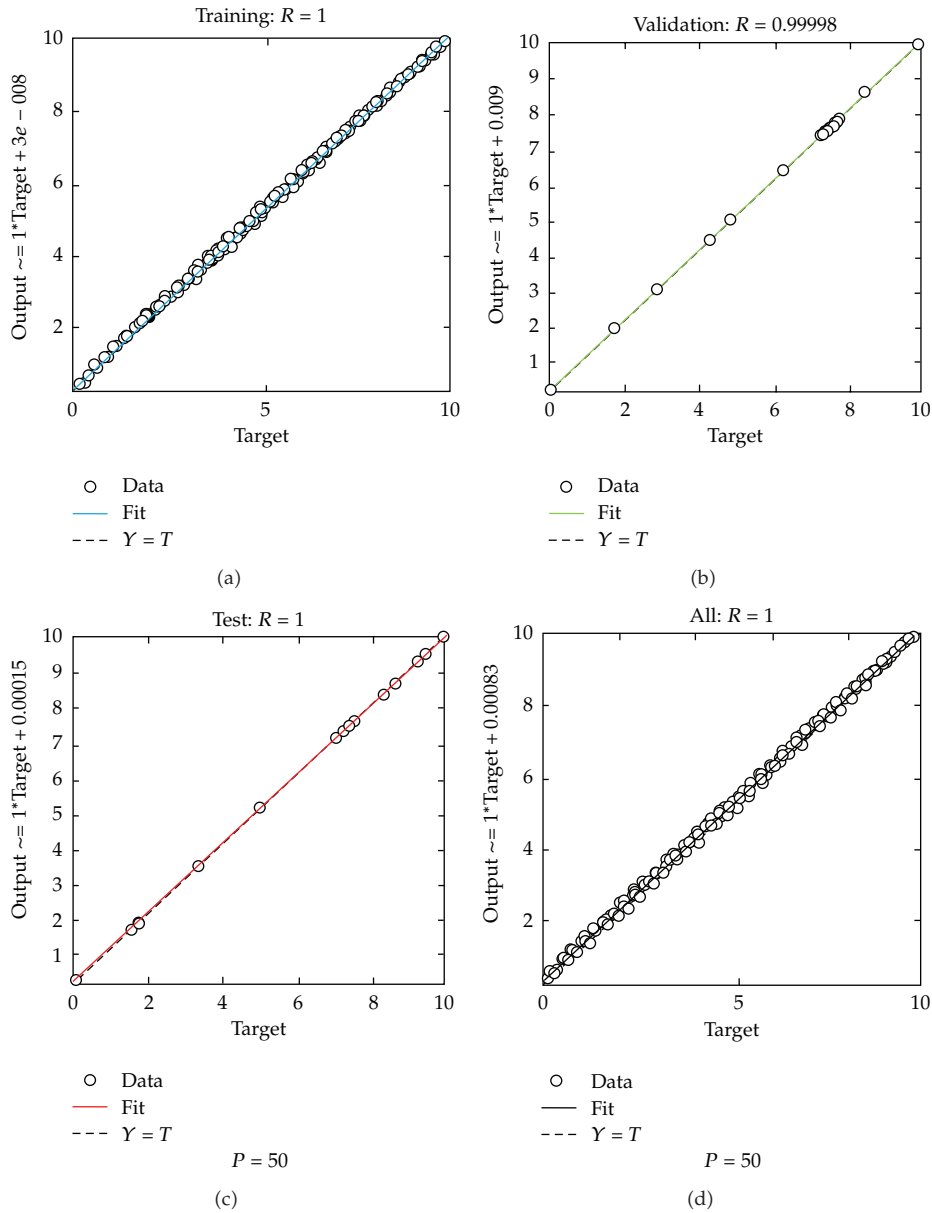 Training: R = 1
Output ~= 1*Target + 3e − 008
10
8
6
4
2
0
5
10
Target
Data
Fit
Y = T
(a)
Validation: R = 0.99998
Output ~= 1*Target + 0.009
10
9
8
7
6
5
4
3
2
1
0
2
4
6
8
10
Target
Data
Fit
Y = T
(b)
Test: R = 1
Output ~= 1*Target + 0.00015
10
9
8
7
6
5
4
3
2
1
0
2
4
6
8
10
Target
Data
Fit
Y = T
P = 50
(c)
All: R = 1
Output ~= 1*Target + 0.00083
10
8
6
4
2
0
5
10
Target
Data
Fit
Y = T
P = 50
(d)